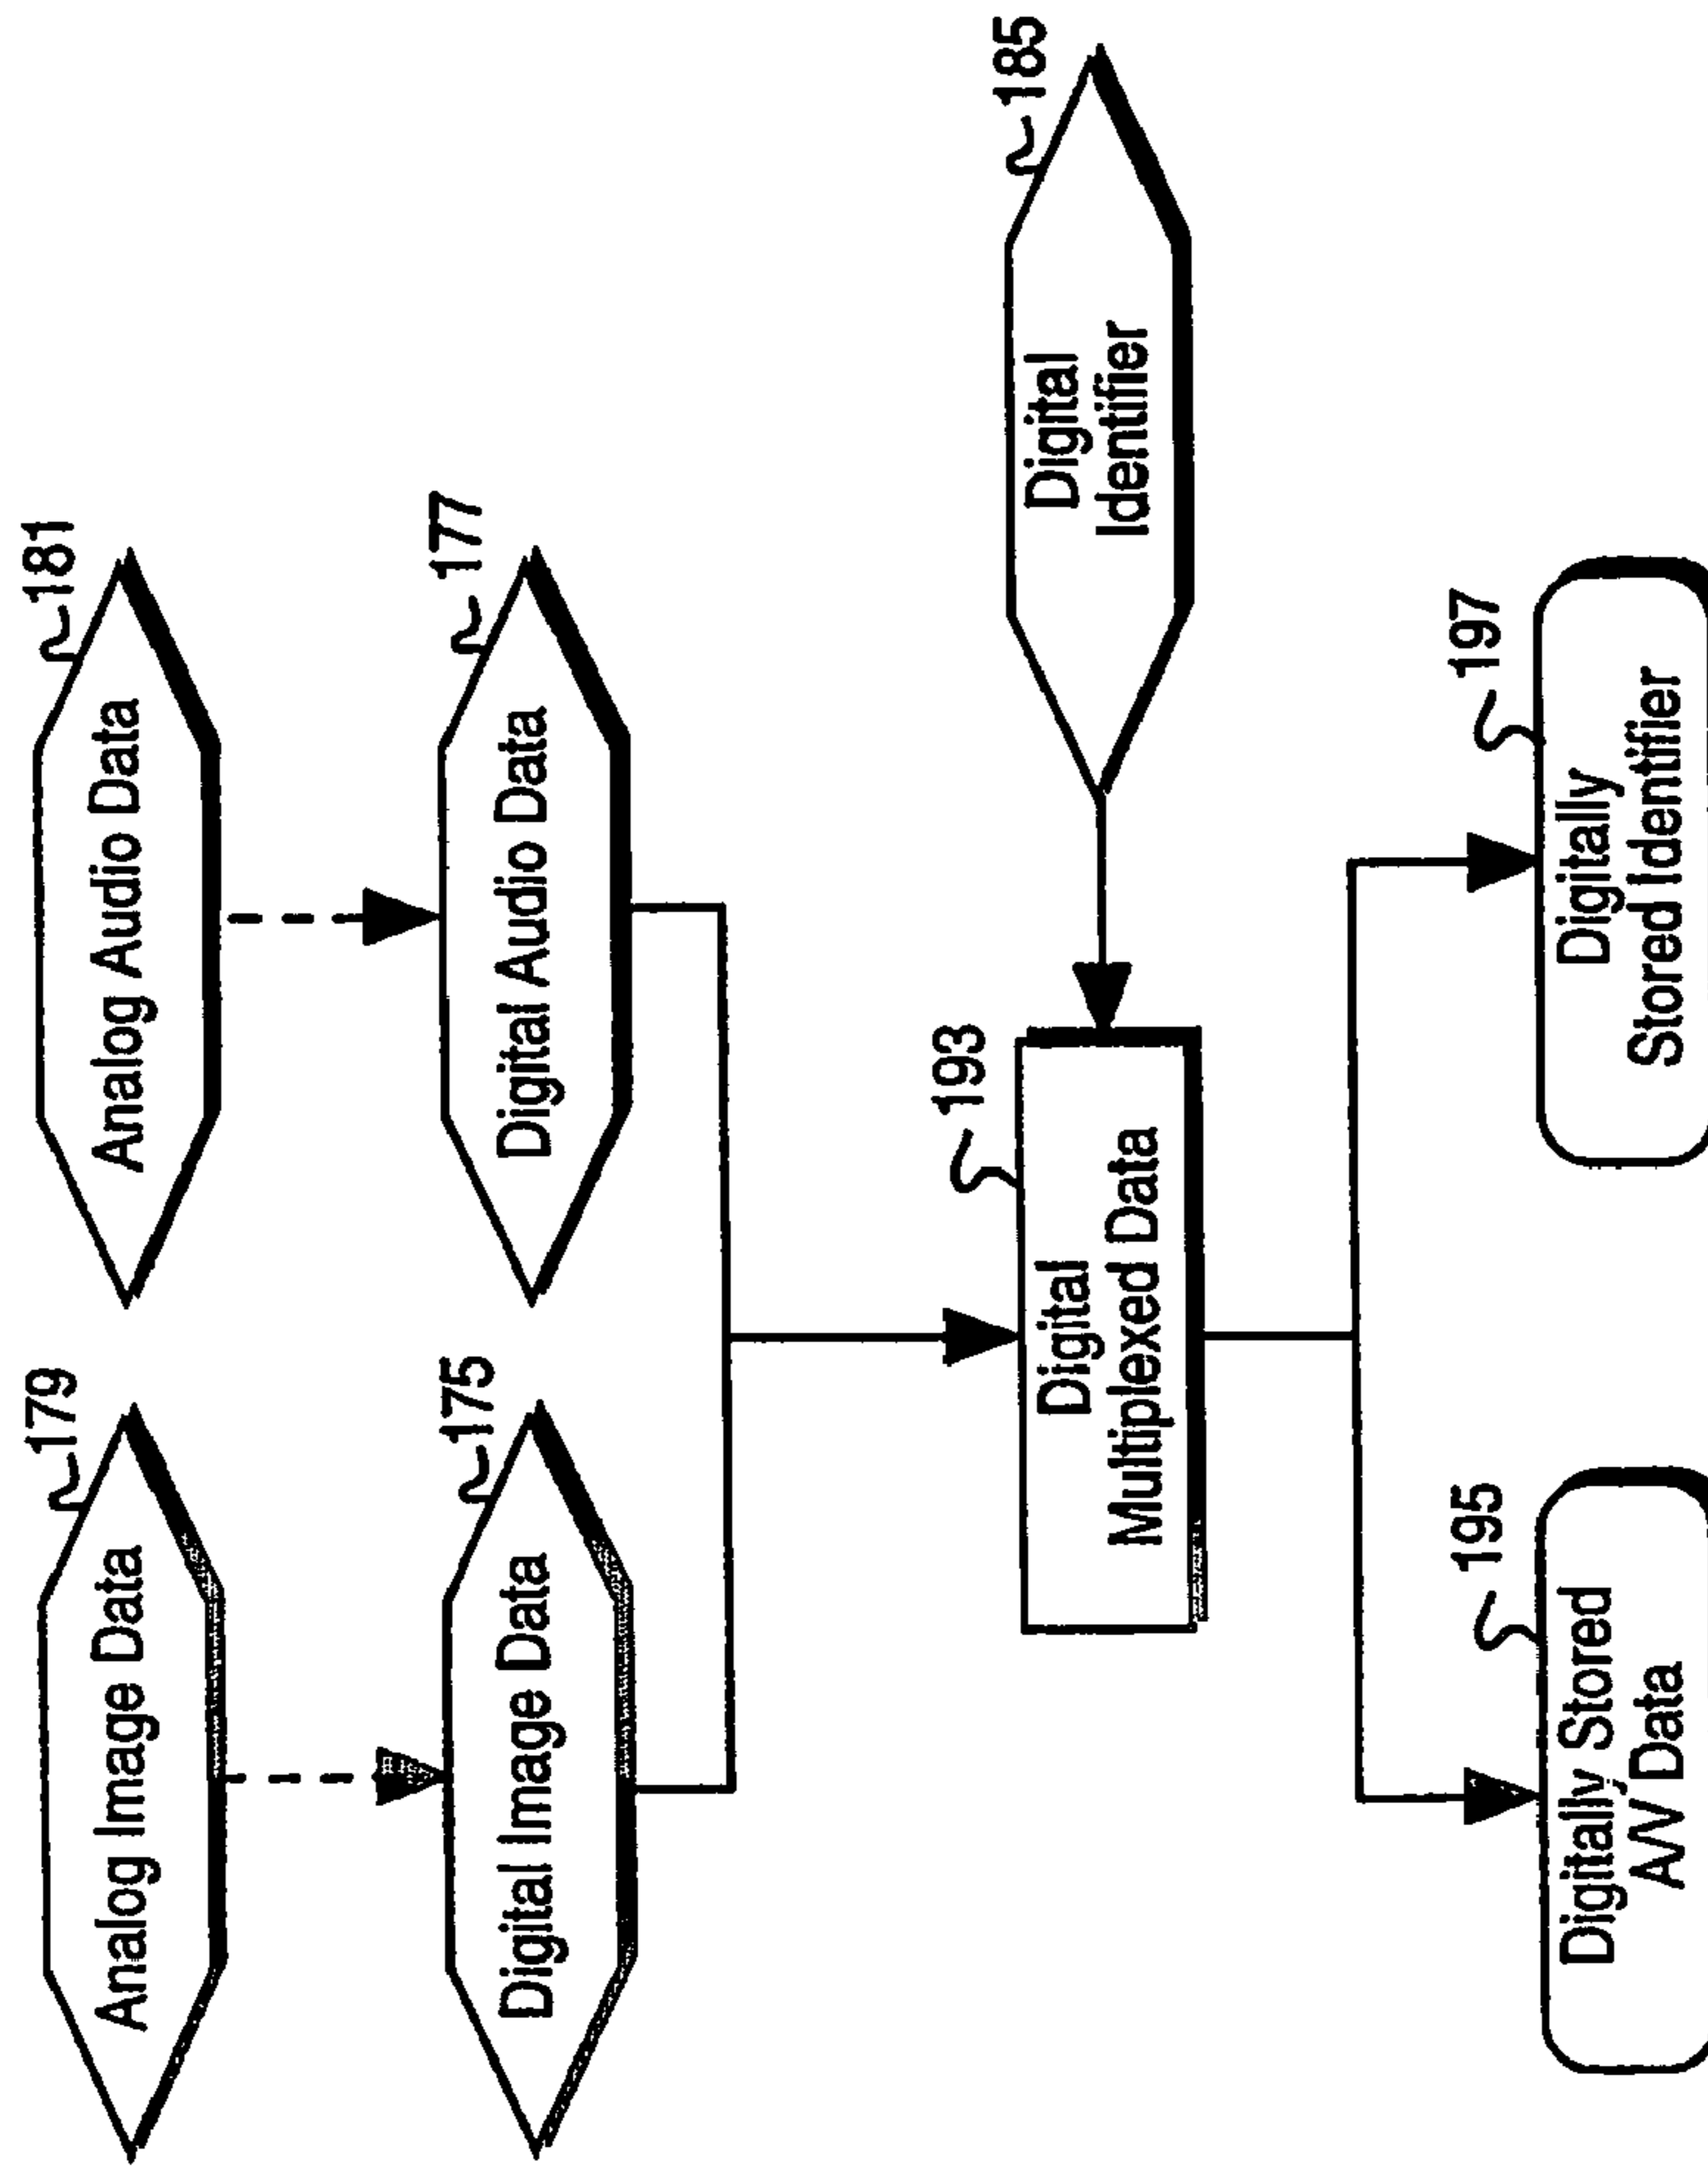 179
Analog Image Data
181
Analog Audio Data
175
Digital Image Data
177
Digital Audio Data
193
Digital
Multiplexed Data
185
Digital
Identifier
195
Digitally Stored
A/V Data
197
Digitally
Stored Identifier